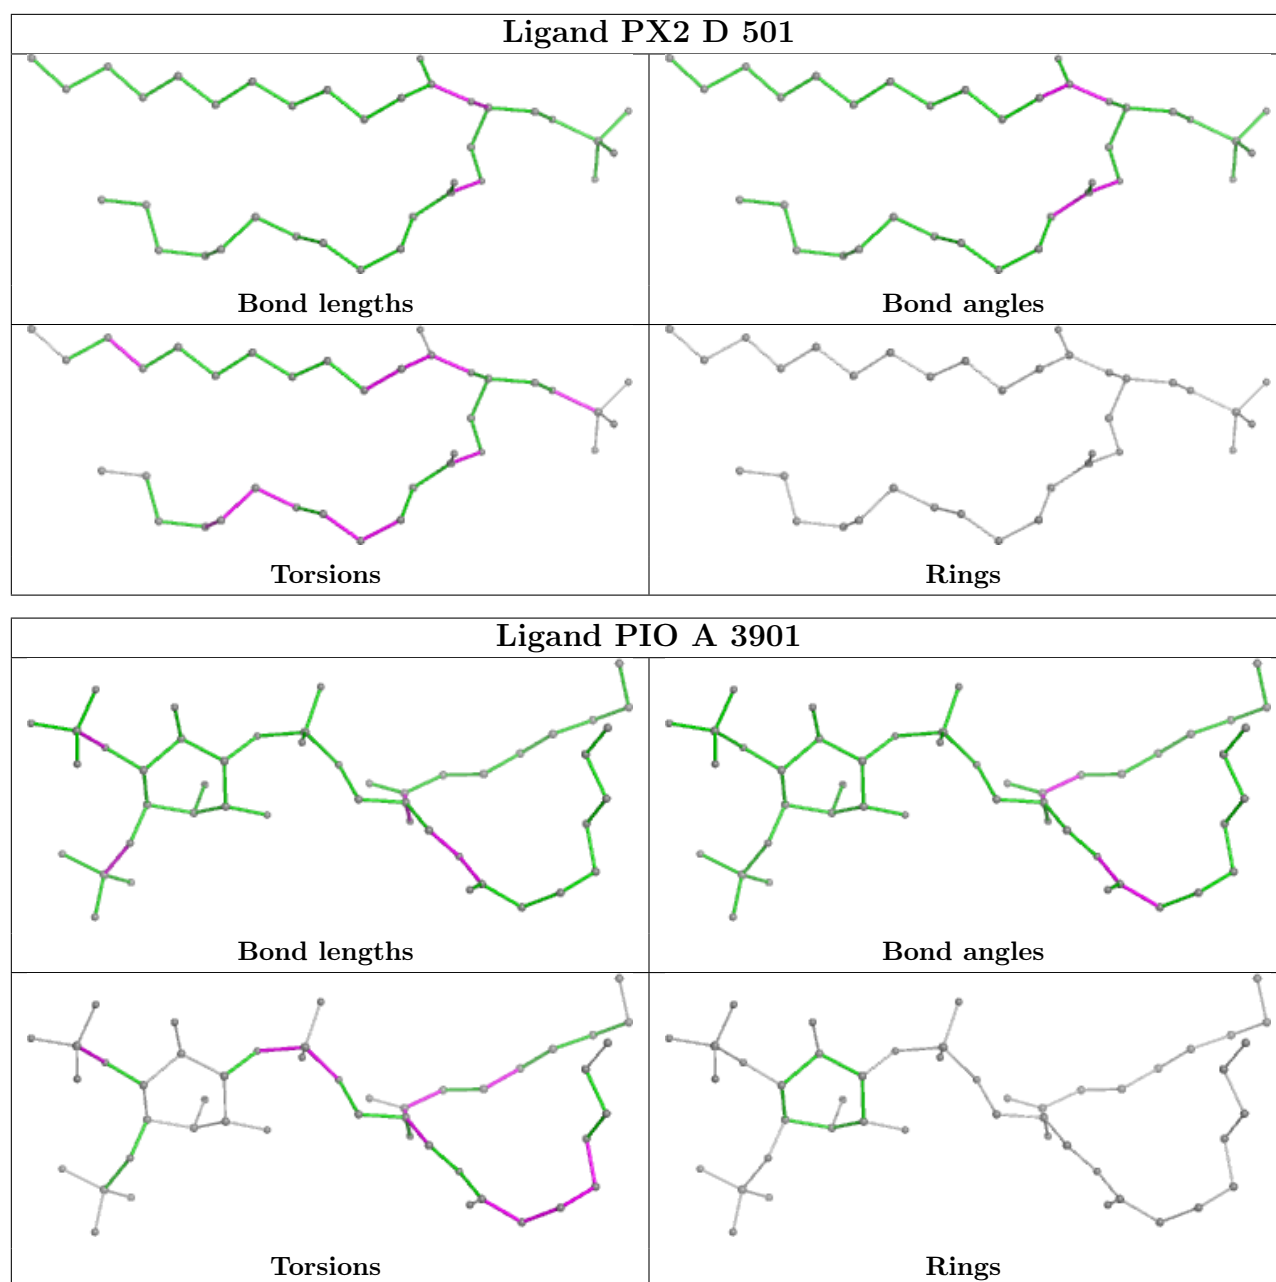 Ligand PX2 D 501
Bond lengths
Bond angles
Torsions
Rings
Ligand PIO A 3901
Bond lengths
Bond angles
Torsions
Rings